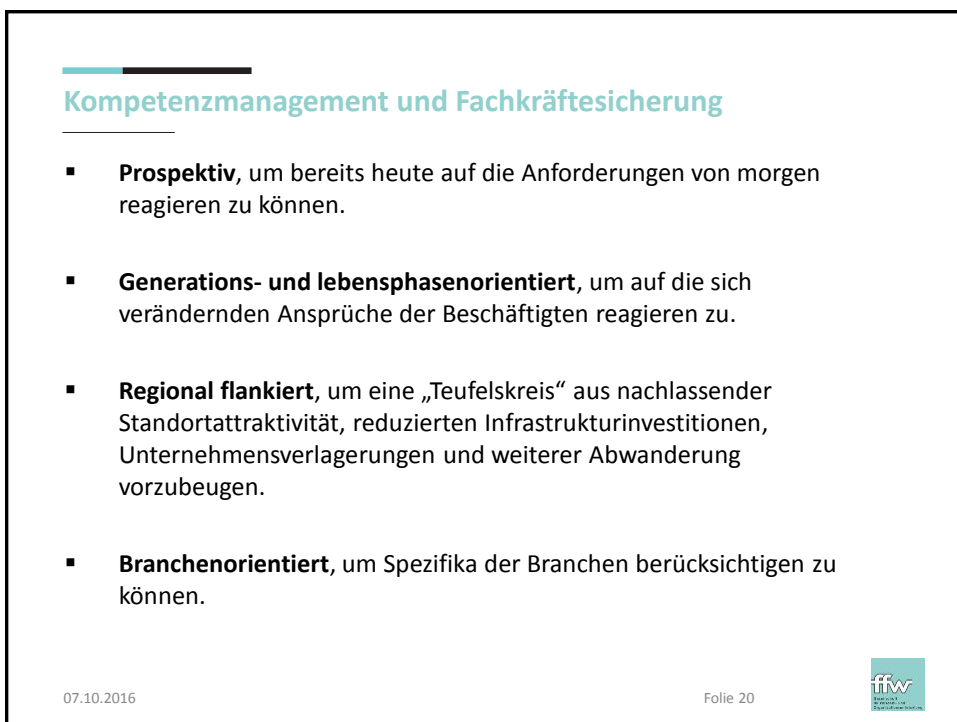 Kompetenzmanagement und Fachkräftesicherung
▪ Prospektiv, um bereits heute auf die Anforderungen von morgen
reagieren zu können.
▪ Generations- und lebensphasenorientiert, um auf die sich
verändernden Ansprüche der Beschäftigten reagieren zu.
▪ Regional flankiert, um eine „Teufelskreis“ aus nachlassender
Standortattraktivität, reduzierten Infrastrukturinvestitionen,
Unternehmensverlagerungen und weiterer Abwanderung
vorzubeugen.
▪ Branchenorientiert, um Spezifika der Branchen berücksichtigen zu
können.
07.10.2016
Folie 20
ffw